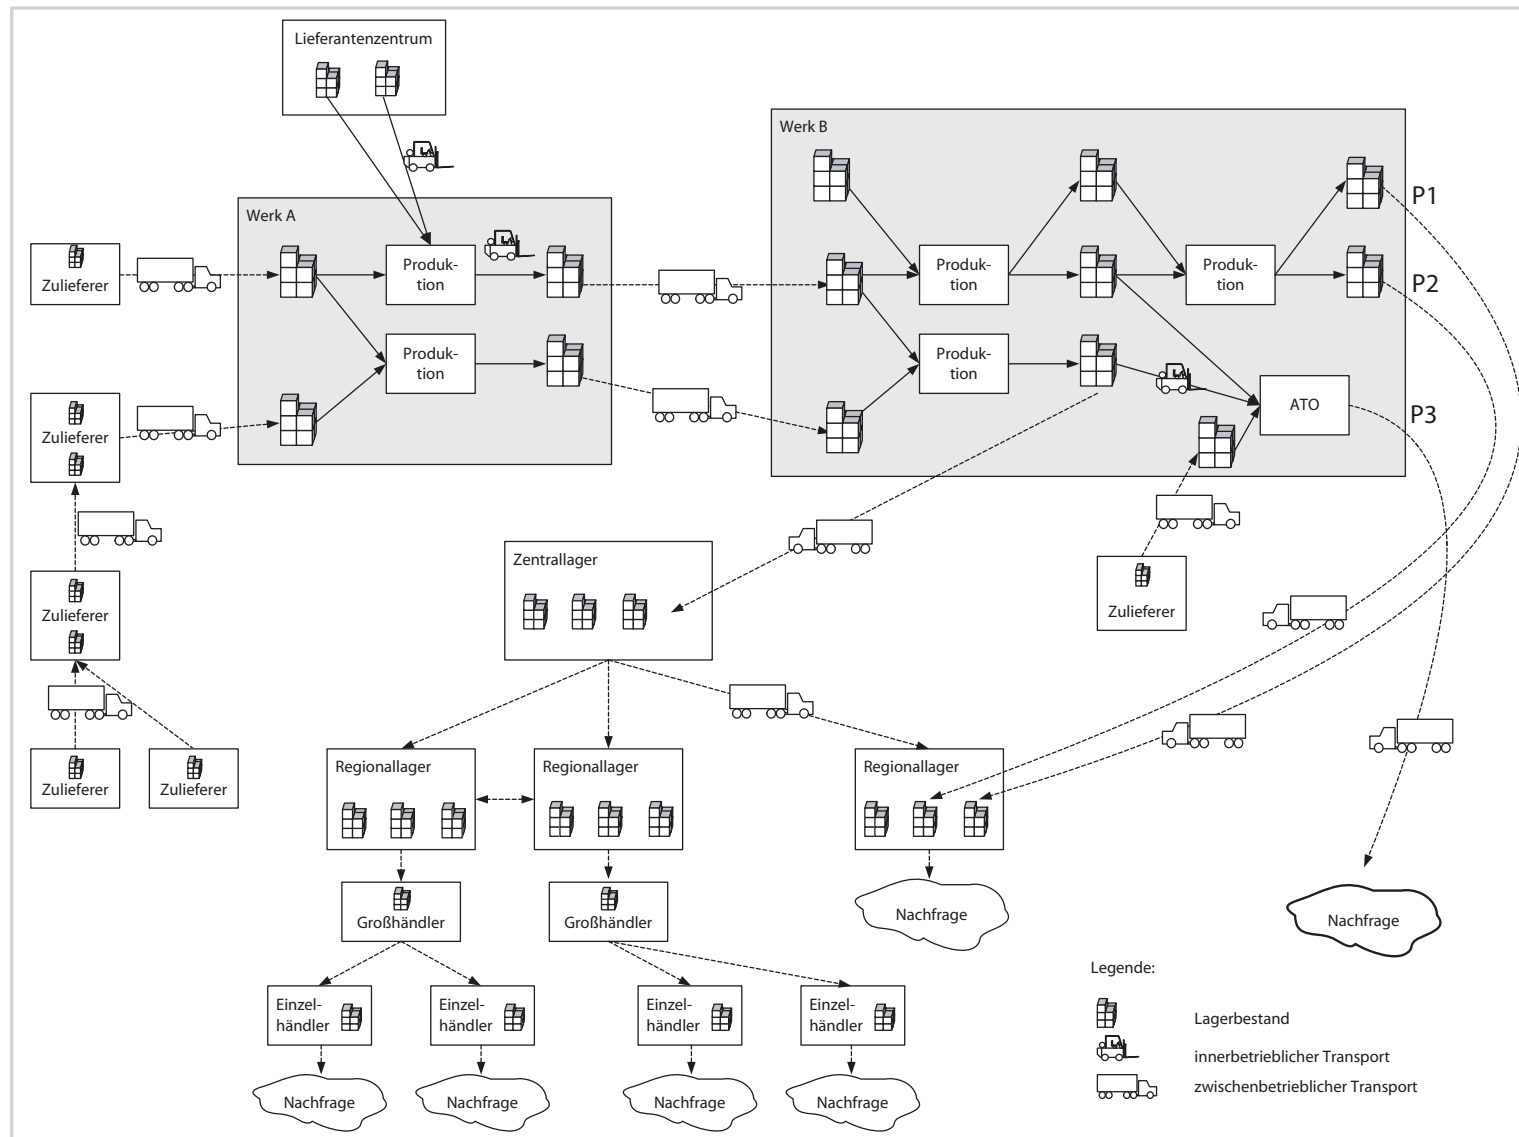 Lieferantenzentrum
Werk B
P1
Werk A
Produk-
tion
Produk-
tion
Produk-
tion
Zulieferer
P2
Produk-
tion
Produk-
tion
ATO
P3
Zulieferer
Zentrallager
Zulieferer
Zulieferer
Regionallager
Regionallager
Regionallager
Zulieferer
Zulieferer
Großhändler
Großhändler
Nachfrage
Nachfrage
Legende:
Einzel-
händler
Einzel-
händler
Einzel-
händler
Einzel-
händler
Lagerbestand
innerbetrieblicher Transport
zwischenbetrieblicher Transport
Nachfrage
Nachfrage
Nachfrage
Nachfrage